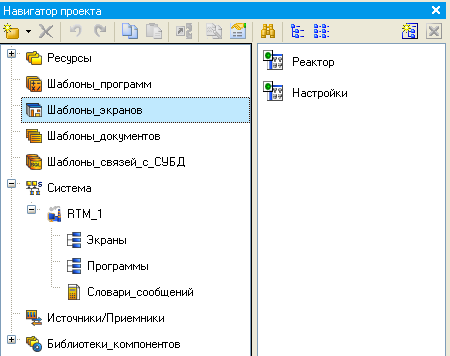 Навигатор проекта
Ресурсы
Шаблоны_программ
Шаблоны_экранов
Шаблоны_документов
Шаблоны_связей_с_СУБД
Система
RTM_1
Экраны
Программы
Словари_сообщений
Источники/Приемники
Библиотеки_компонентов
Реактор
Настройки